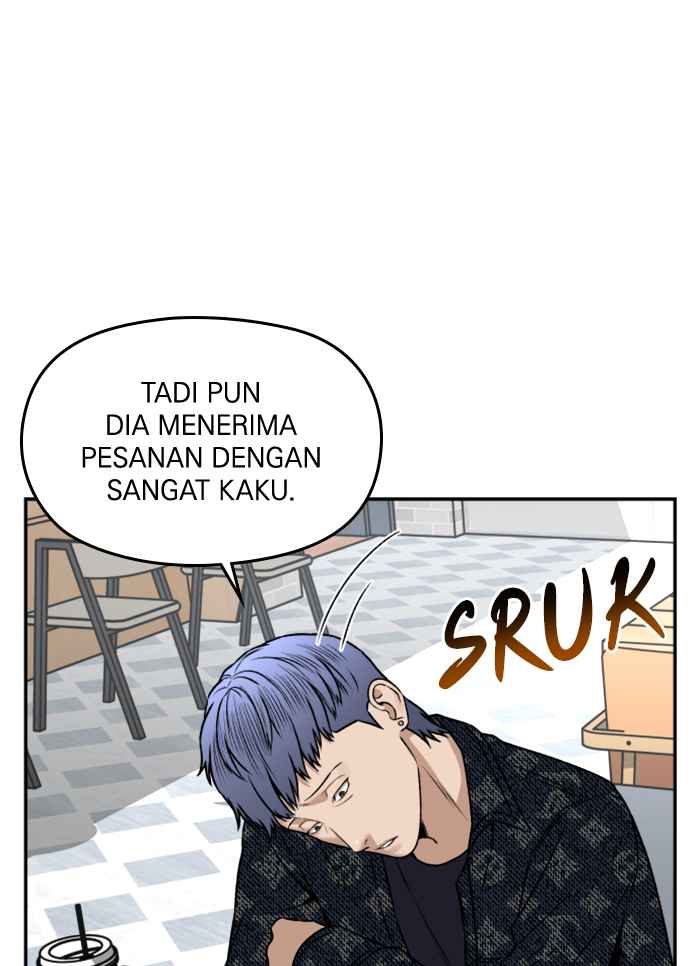 TADI PUN
DIA MENERIMA
PESANAN DENGAN
SANGAT KAKU.
SRUK